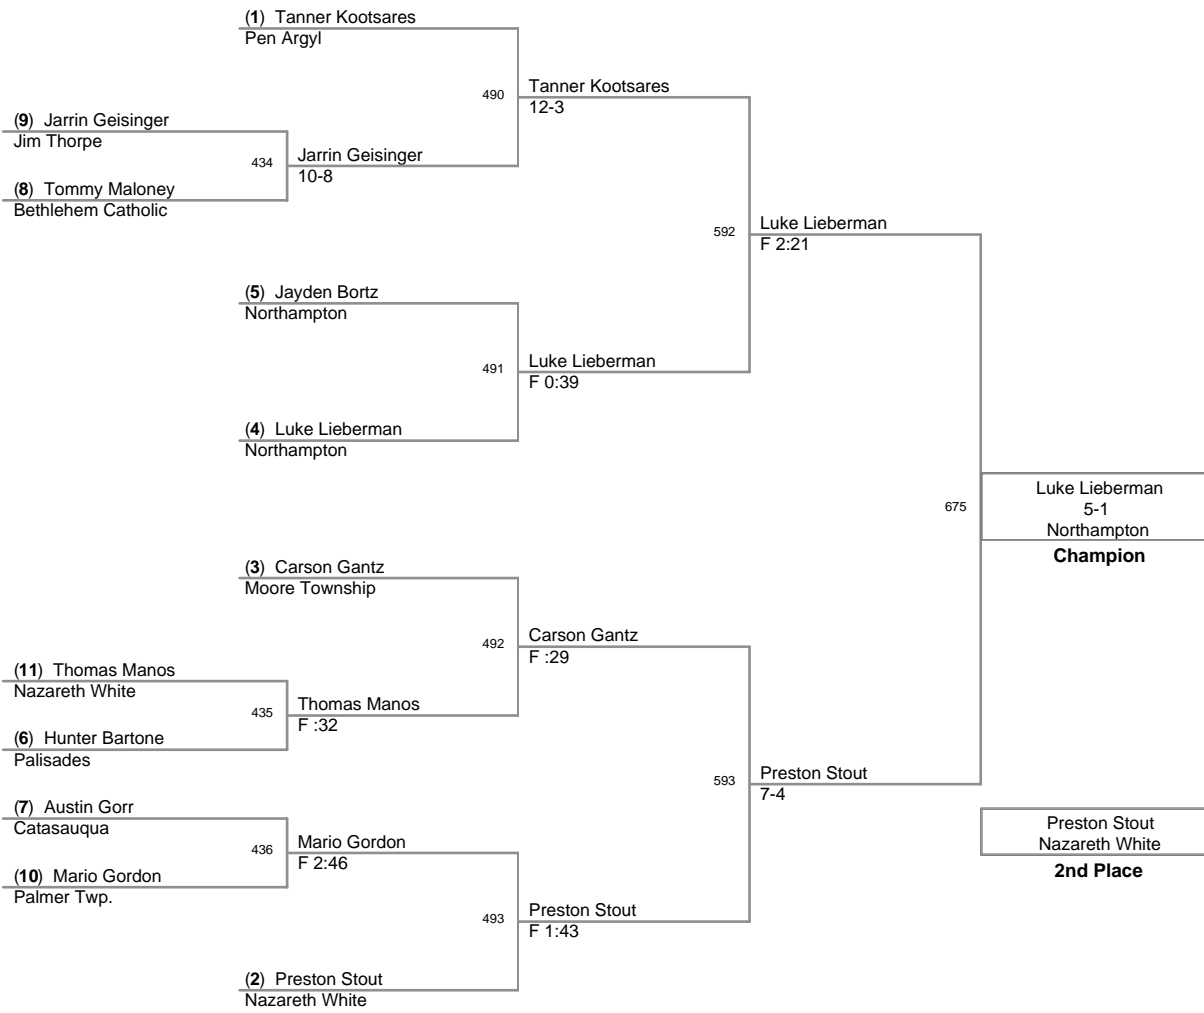 (1) Tanner Kootsares
Pen Argyl
490
Tanner Kootsares
12-3
(9) Jarrin Geisinger
Jim Thorpe
434
Jarrin Geisinger
10-8
(8) Tommy Maloney
Bethlehem Catholic
592
Luke Lieberman
F 2:21
(5) Jayden Bortz
Northampton
491
Luke Lieberman
F 0:39
(4) Luke Lieberman
Northampton
675
Luke Lieberman
5-1
Northampton
Champion
(3) Carson Gantz
Moore Township
492
Carson Gantz
F :29
(11) Thomas Manos
Nazareth White
435
Thomas Manos
F :32
(6) Hunter Bartone
Palisades
593
Preston Stout
7-4
(7) Austin Gorr
Catasauqua
436
Mario Gordon
F 2:46
(10) Mario Gordon
Palmer Twp.
Preston Stout
Nazareth White
2nd Place
493
Preston Stout
F 1:43
(2) Preston Stout
Nazareth White